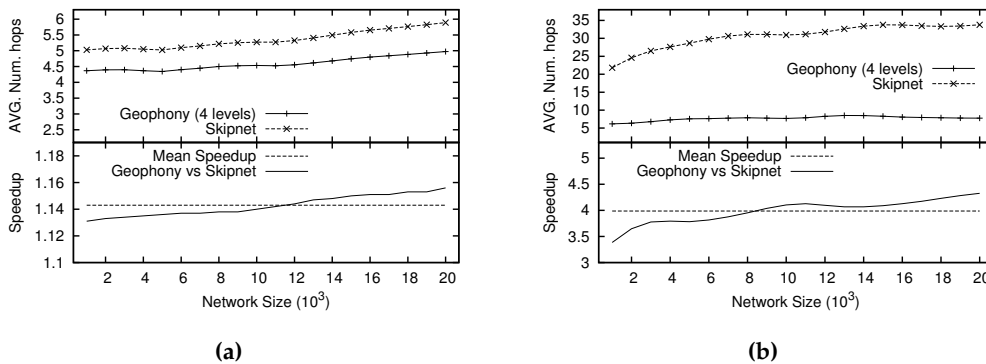 AVG. Num. hops
6
5.5
5
4.5
4
3.5
3
2.5
Geophony (4 levels)
Skipnet
Speedup
1.18
1.16
1.14
1.12
1.1
Mean Speedup
Geophony vs Skipnet
0 2 4 6 8 10 12 14 16 18 20
Network Size (10³)
(a)
AVG. Num. hops
35
30
25
20
15
10
5
Geophony (4 levels)
Skipnet
Speedup
5
4.5
4
3.5
3
Mean Speedup
Geophony vs Skipnet
0 2 4 6 8 10 12 14 16 18 20
Network Size (10³)
(b)